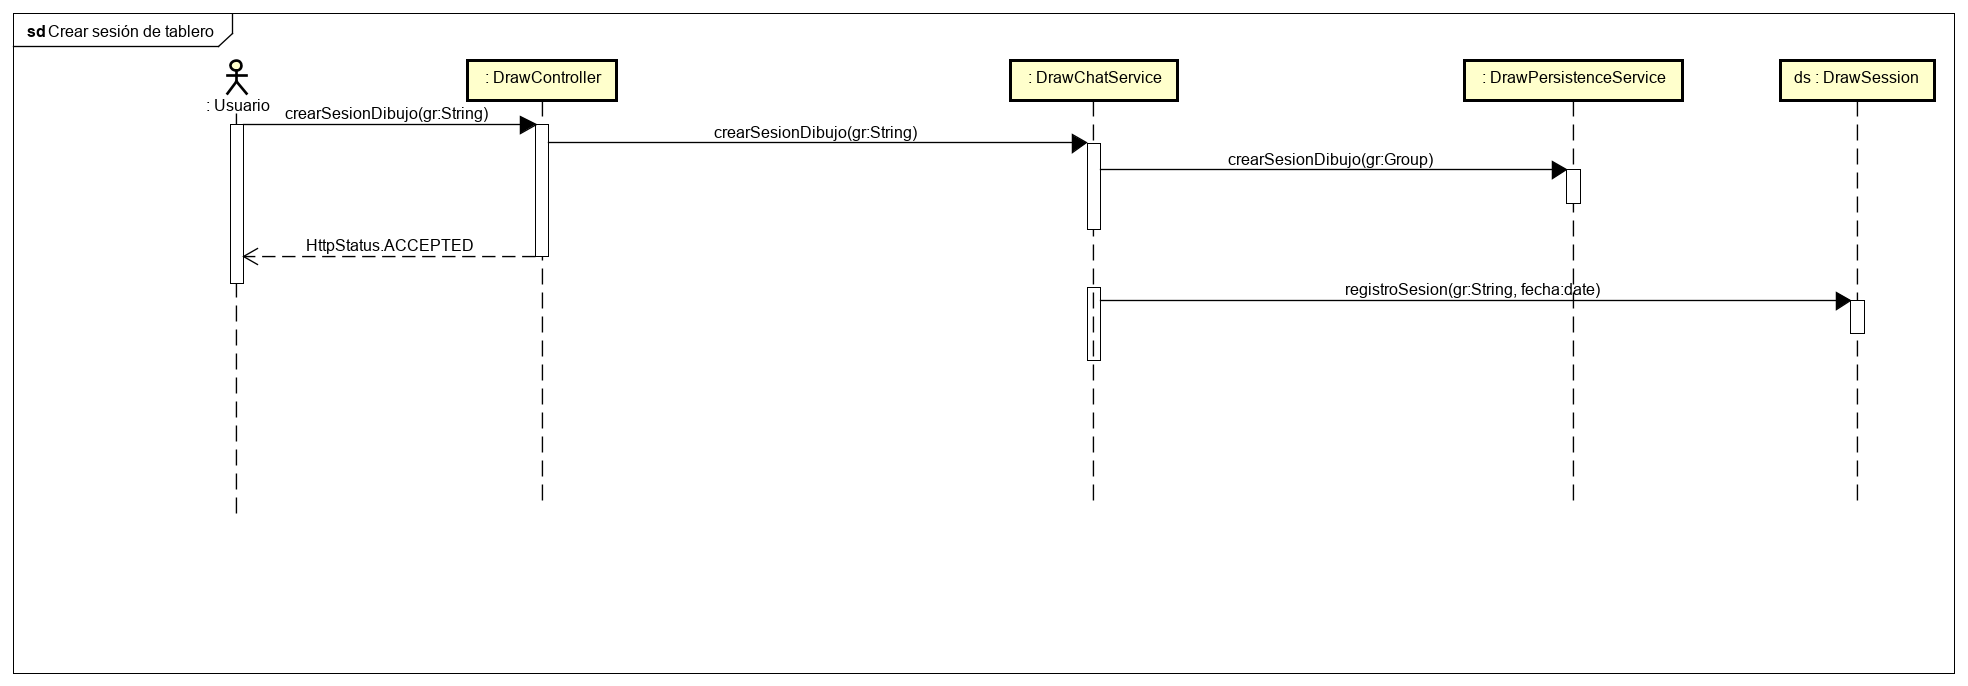 sd Crear sesión de tablero
: Usuario
: DrawController
: DrawChatService
: DrawPersistenceService
ds : DrawSession
crearSesionDibujo(gr:String)
crearSesionDibujo(gr:String)
crearSesionDibujo(gr:Group)
HttpStatus.ACCEPTED
registroSesion(gr:String, fecha:date)